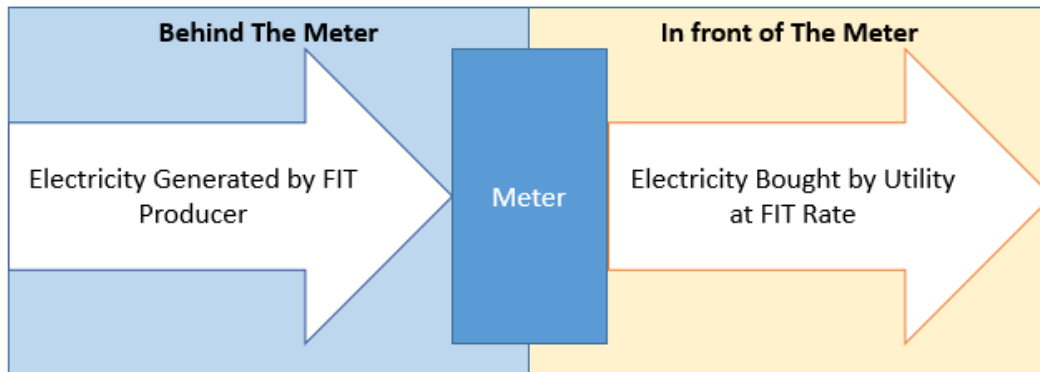 Behind The Meter
In front of The Meter
Electricity Generated by FIT
Producer
Meter
Electricity Bought by Utility
at FIT Rate